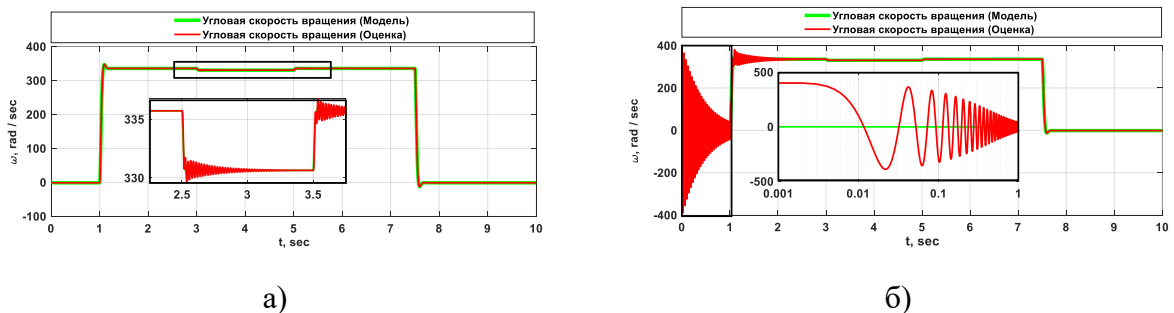 Угловая скорость вращения (Модель)
Угловая скорость вращения (Оценка)
400
300
200
100
0
-100
ω, rad / sec
335
330
2.5
3
3.5
0 1 2 3 4 5 6 7 8 9 10
t, sec
а)
Угловая скорость вращения (Модель)
Угловая скорость вращения (Оценка)
400
200
0
-200
-400
ω, rad / sec
500
0
-500
0.001 0.01 0.1 1
0 1 2 3 4 5 6 7 8 9 10
t, sec
б)